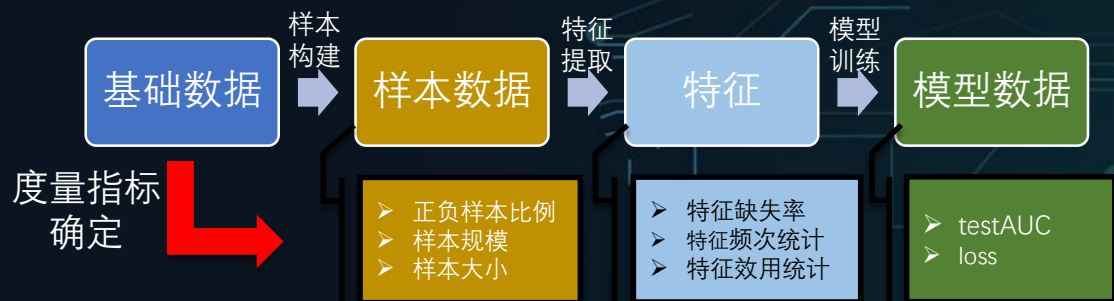 样本
构建
特征
提取
模型
训练
基础数据
样本数据
特征
模型数据
度量指标
确定
➢ 正负样本比例
➢ 样本规模
➢ 样本大小
➢ 特征缺失率
➢ 特征频次统计
➢ 特征效用统计
➢ testAUC
➢ loss